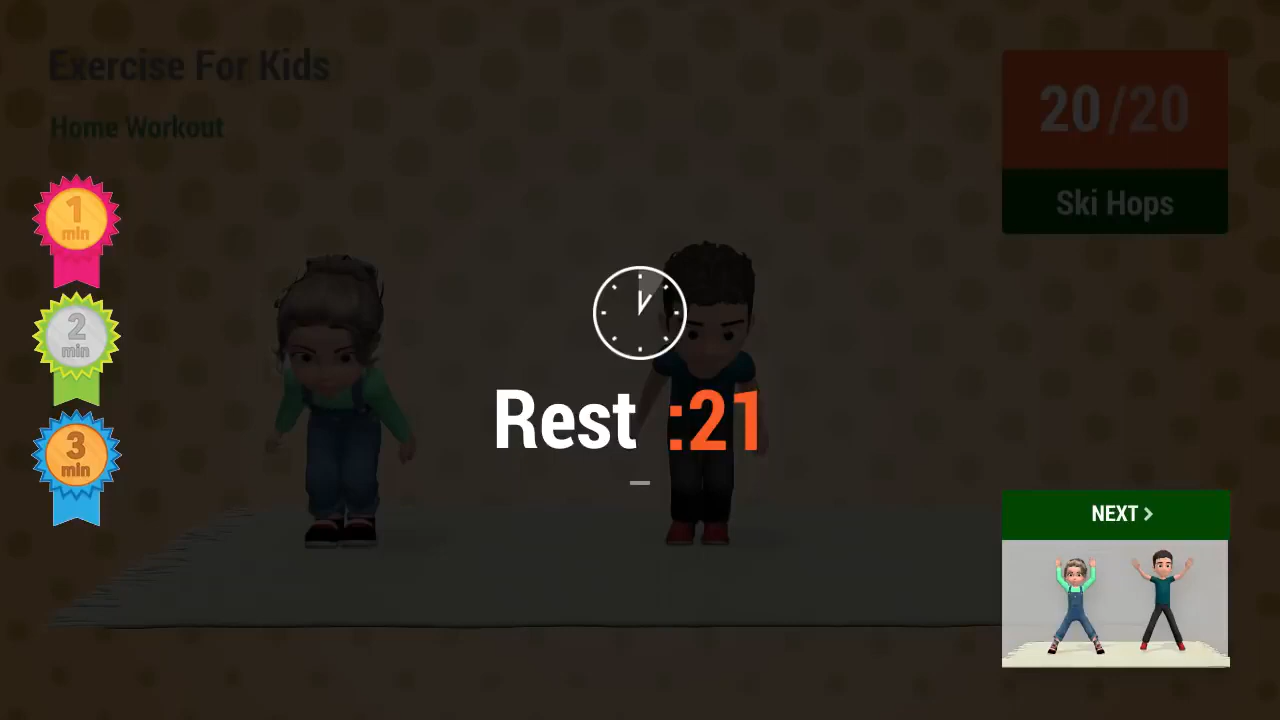 Exercise For Kids
Home Workout
20/20
Ski Hops
1
min
2
min
3
min
Rest :21
NEXT >